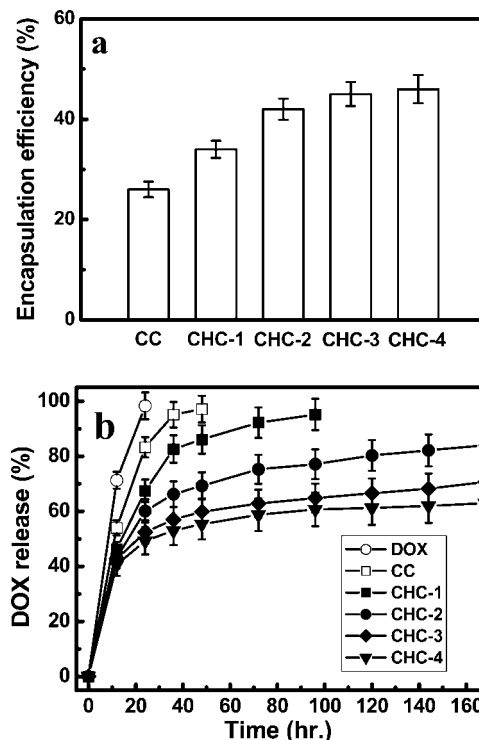 a
Encapsulation efficiency (%)
60
40
20
0
CC CHC-1 CHC-2 CHC-3 CHC-4
b
DOX release (%)
100
80
60
40
20
0
DOX
CC
CHC-1
CHC-2
CHC-3
CHC-4
0 20 40 60 80 100 120 140 160
Time (hr.)